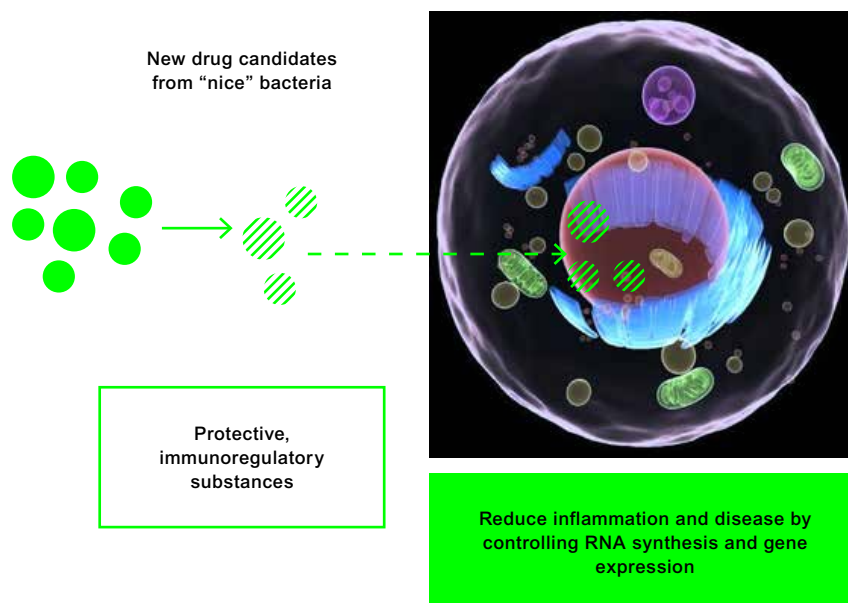 New drug candidates
from “nice” bacteria
Protective,
immunoregulatory
substances
Reduce inflammation and disease by
controlling RNA synthesis and gene
expression